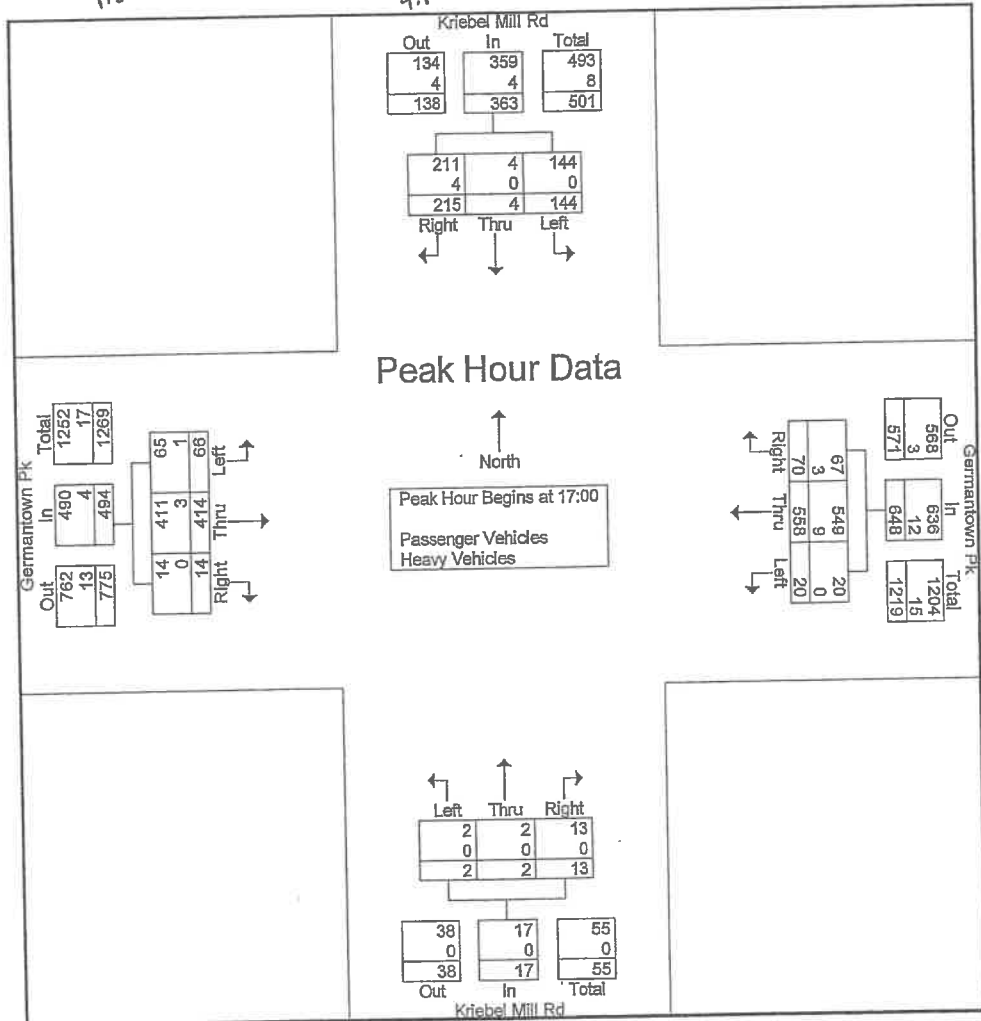 Kriebel Mill Rd
Out In Total
134 359 493
4 4 8
138 363 501
211 4 144
4 0 0
215 4 144
Right Thru Left
Peak Hour Data
North
Peak Hour Begins at 17:00
Passenger Vehicles
Heavy Vehicles
Germantown Pk
Total In Out
1252 490 762
17 4 13
1269 494 775
Left Thru Right
65 411 14
1 3 0
66 414 14
Germantown Pk
Out In Total
568 636 1204
3 12 15
571 648 1219
Right Thru Left
67 549 20
3 9 0
70 558 20
Left Thru Right
2 2 13
0 0 0
2 2 13
38 17 55
0 0 0
38 17 55
Out In Total
Kriebel Mill Rd